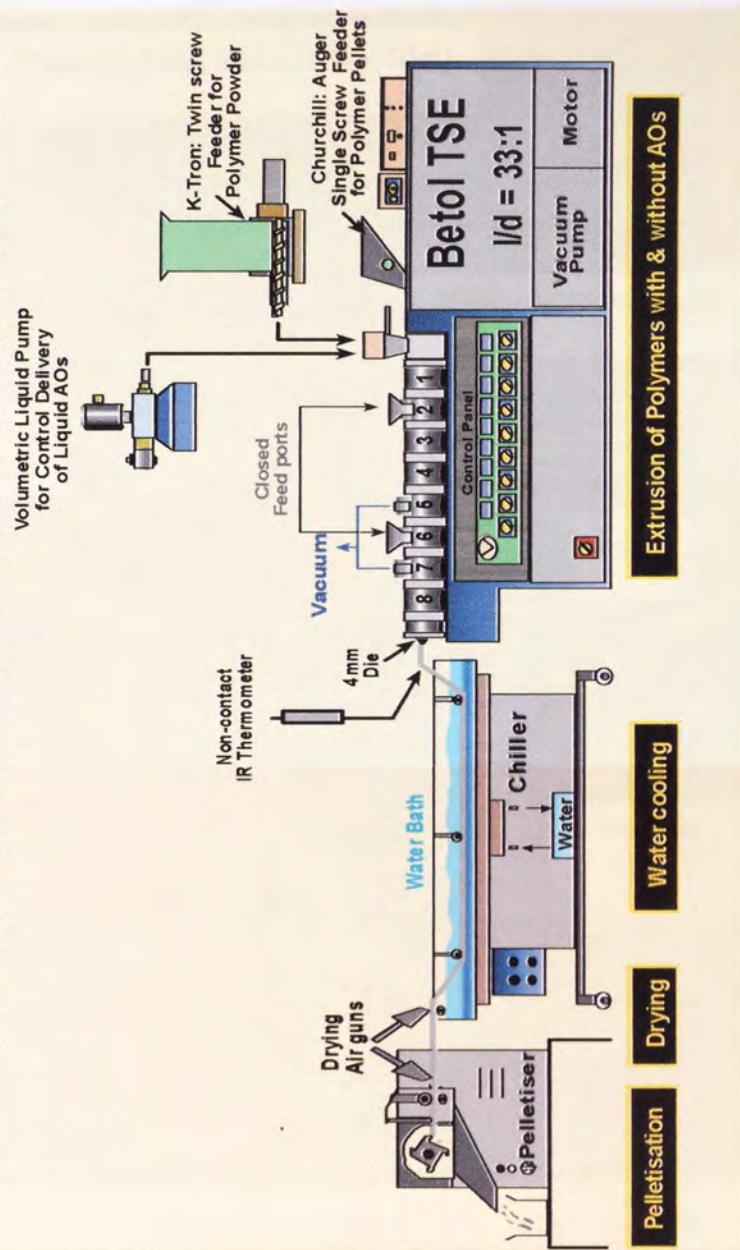 Volumetric Liquid Pump
for Control Delivery
of Liquid AOs
K-Tron: Twin screw
Feeder for
Polymer Powder
Churchill: Auger
Single Screw Feeder
for Polymer Pellets
Closed
Feed ports
Vacuum
Non-contact
IR Thermometer
4mm
Die
8
7
6
5
4
3
2
1
Betol TSE
l/d = 33:1
Vacuum
Pump
Motor
Control Panel
Water Bath
Chiller
Water
Drying
Air guns
Pelletiser
Pelletisation
Drying
Water cooling
Extrusion of Polymers with & without AOs